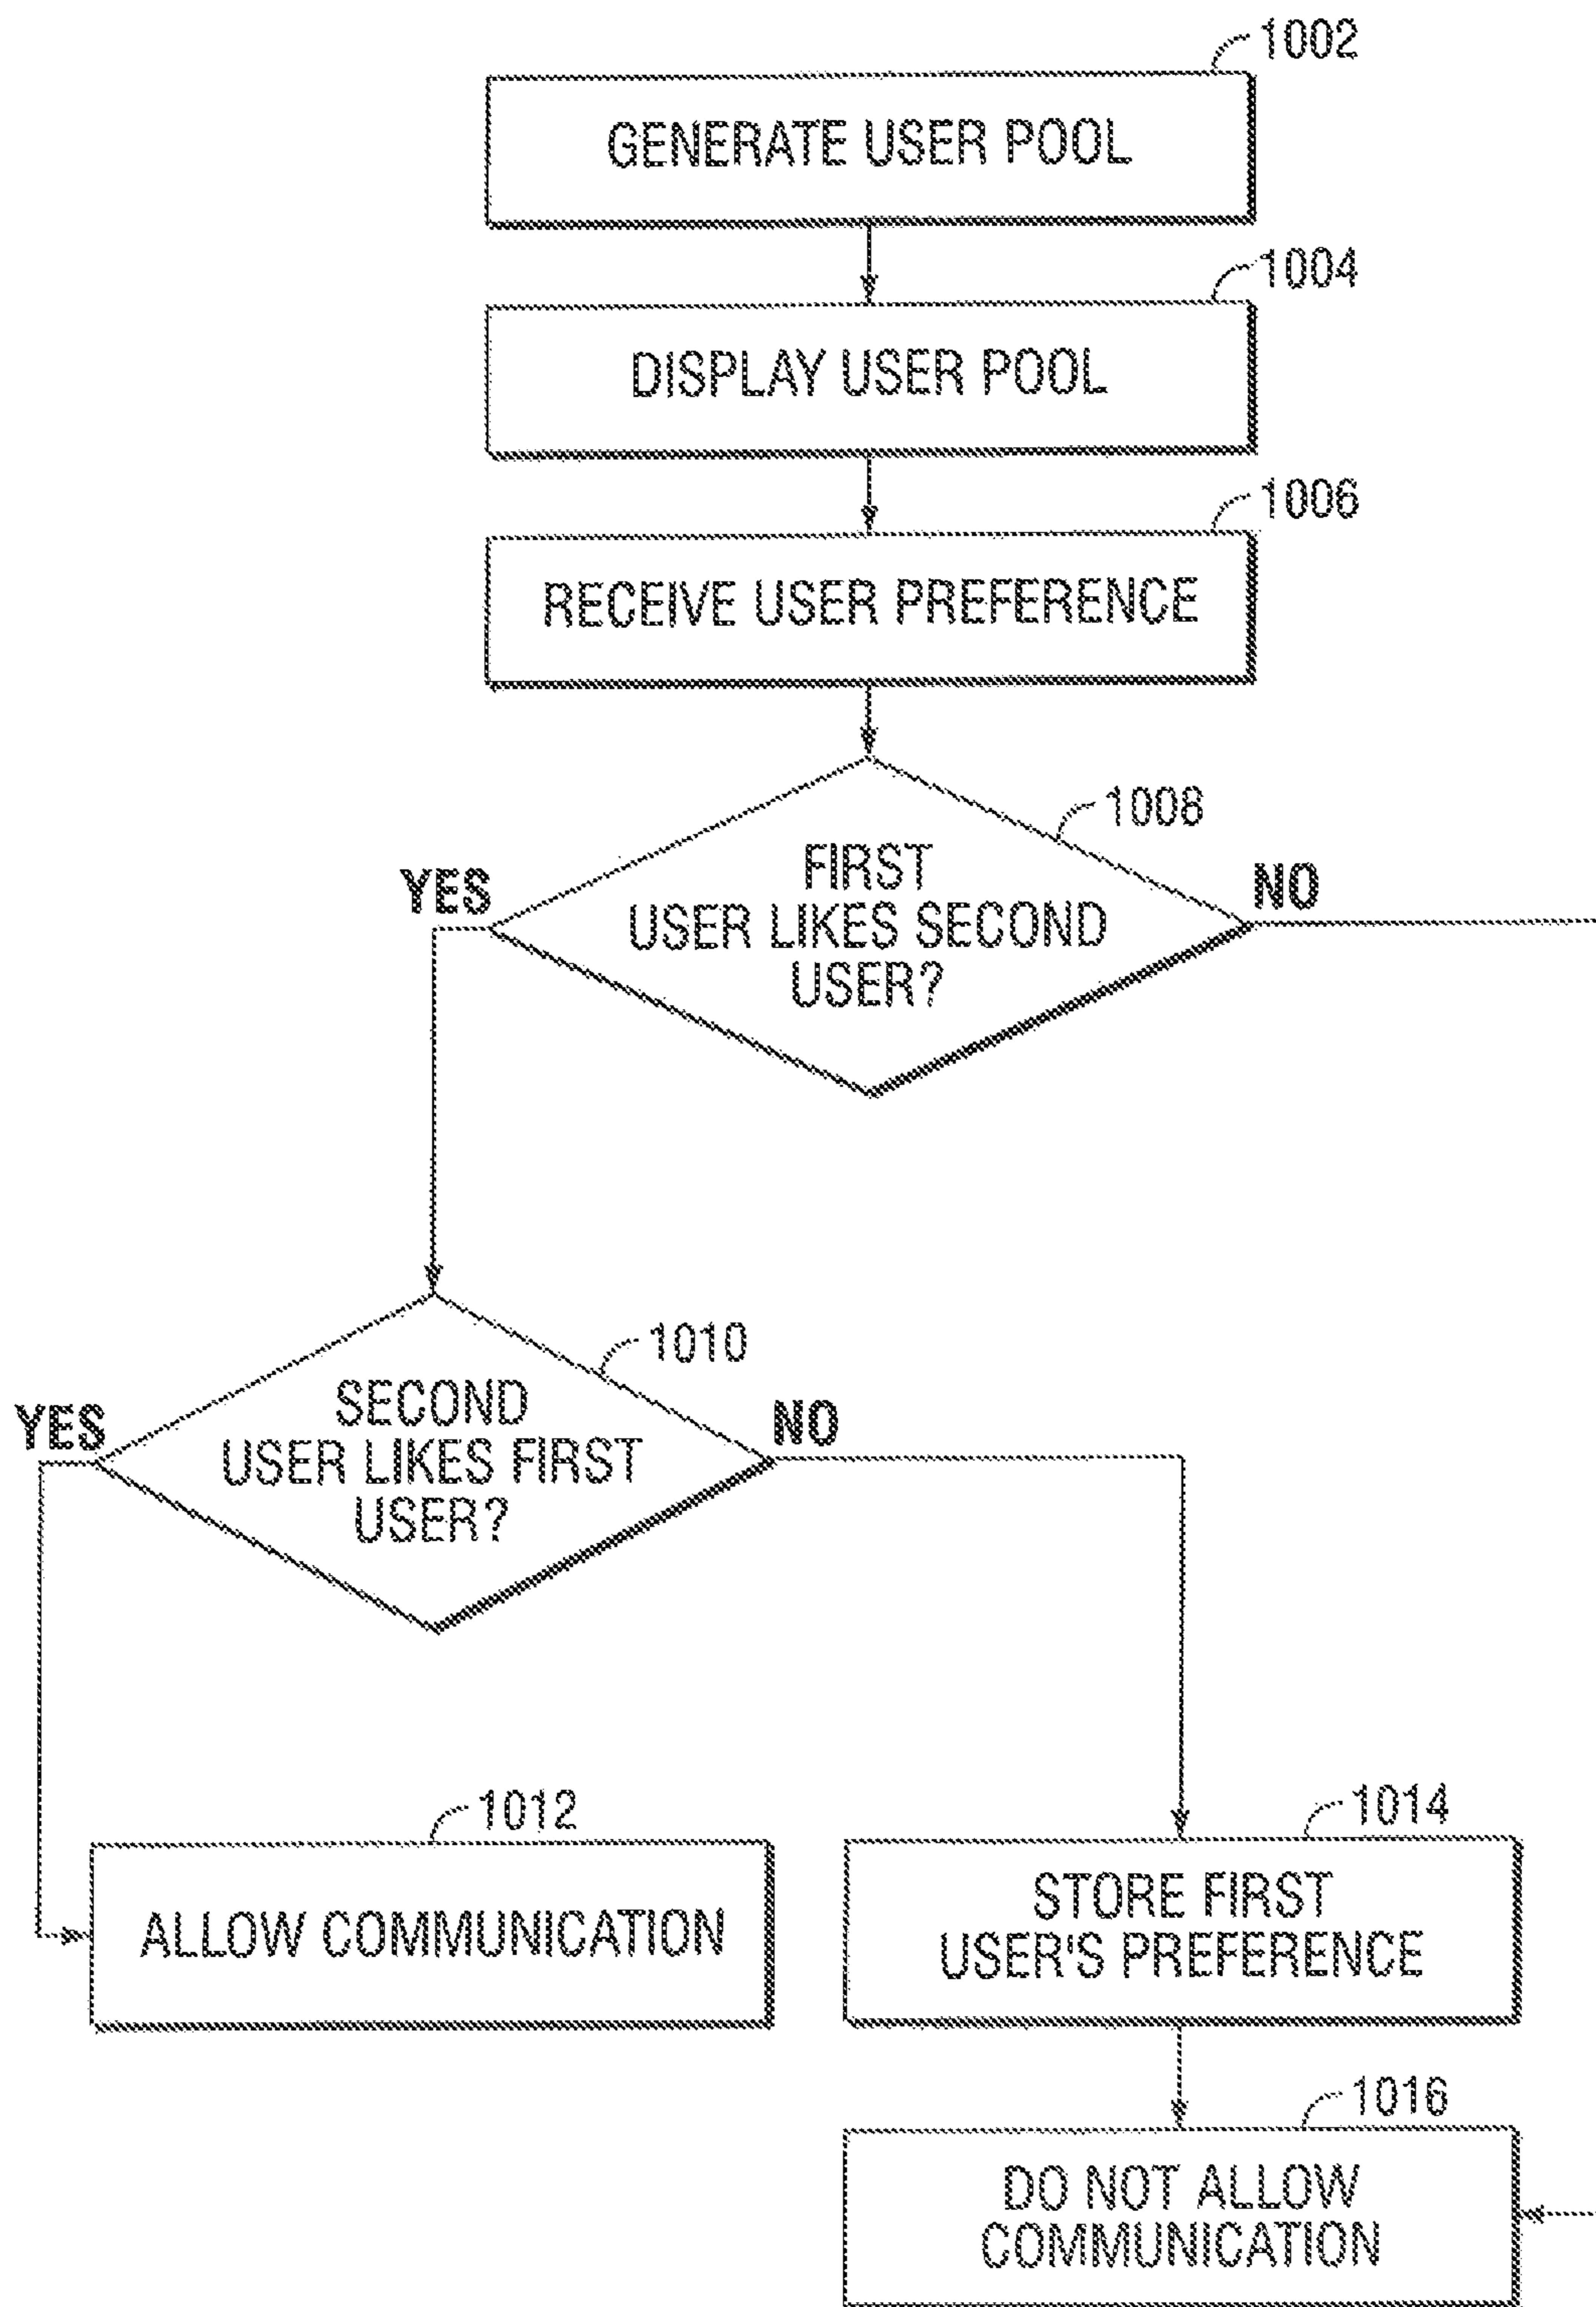 1002
GENERATE USER POOL
1004
DISPLAY USER POOL
1006
RECEIVE USER PREFERENCE
1008
YES
FIRST
USER LIKES SECOND
USER?
NO
1010
YES
SECOND
USER LIKES FIRST
USER?
NO
1012
ALLOW COMMUNICATION
1014
STORE FIRST
USER'S PREFERENCE
1016
DO NOT ALLOW
COMMUNICATION